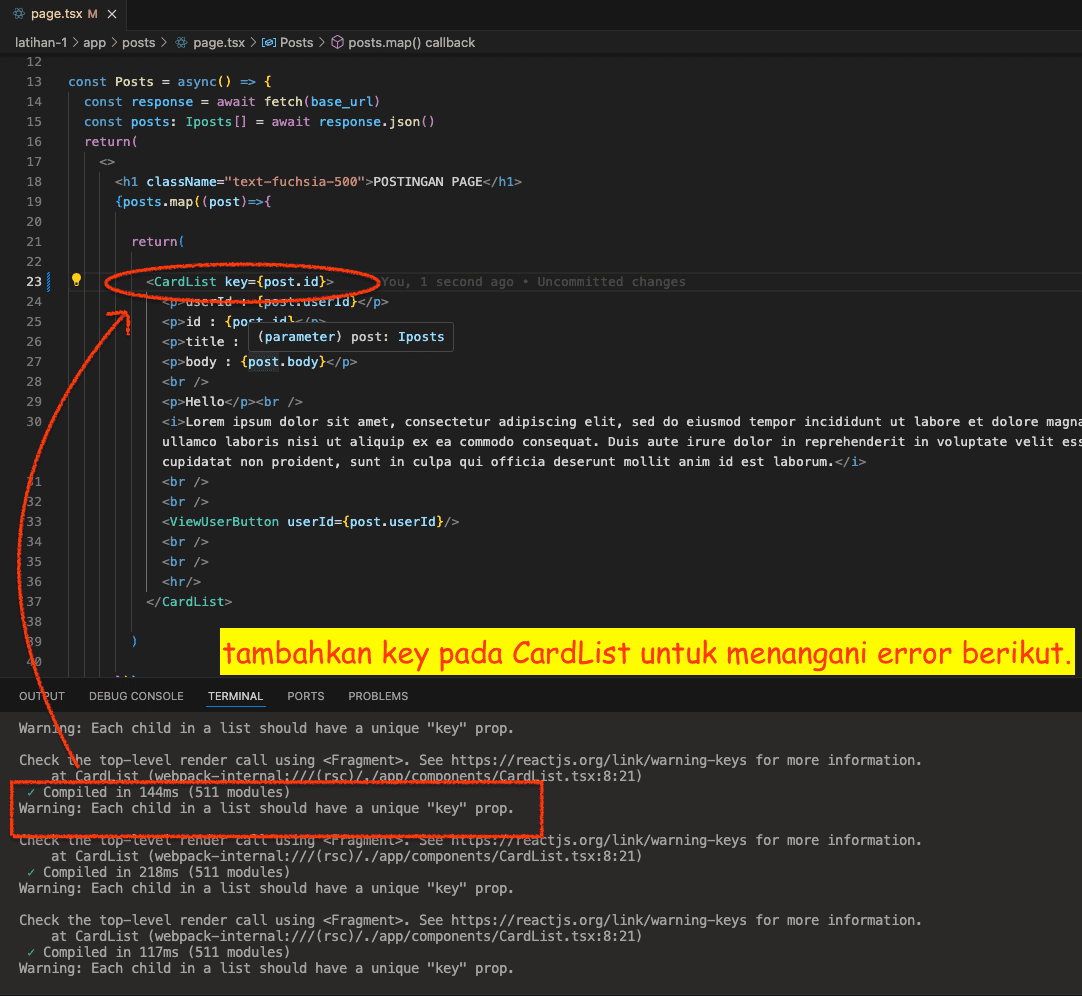 page.tsx M
latihan-1 > app > posts > page.tsx > Posts > posts.map() callback
12
13 const Posts = async() => {
14 const response = await fetch(base_url)
15 const posts: Iposts[] = await response.json()
16 return(
17 <>
18 <h1 className="text-fuchsia-500">POSTINGAN PAGE</h1>
19 {posts.map((post)=>{
20
21 return(
22
23 <CardList key={post.id}> You, 1 second ago • Uncommitted changes
24 <p>userId : {post.userId}</p>
25 <p>id : {post.id}</p>
26 <p>title : (parameter) post: Iposts
27 <p>body : {post.body}</p>
28 <br />
29 <p>Hello</p><br />
30 <i>Lorem ipsum dolor sit amet, consectetur adipiscing elit, sed do eiusmod tempor incididunt ut labore et dolore magna
ullamco laboris nisi ut aliquip ex ea commodo consequat. Duis aute irure dolor in reprehenderit in voluptate velit ess
cupidatat non proident, sunt in culpa qui officia deserunt mollit anim id est laborum.</i>
31 <br />
32 <br />
33 <ViewUserButton userId={post.userId}/>
34 <br />
35 <br />
36 <hr/>
37 </CardList>
38
39 )
tambahkan key pada CardList untuk menangani error berikut.
40
OUTPUT DEBUG CONSOLE TERMINAL PORTS PROBLEMS
Warning: Each child in a list should have a unique "key" prop.
Check the top-level render call using <Fragment>. See https://reactjs.org/link/warning-keys for more information.
at CardList (webpack-internal:///(rsc)/./app/components/CardList.tsx:8:21)
✓ Compiled in 144ms (511 modules)
Warning: Each child in a list should have a unique "key" prop.
Check the top-level render call using <Fragment>. See https://reactjs.org/link/warning-keys for more information.
at CardList (webpack-internal:///(rsc)/./app/components/CardList.tsx:8:21)
✓ Compiled in 218ms (511 modules)
Warning: Each child in a list should have a unique "key" prop.
Check the top-level render call using <Fragment>. See https://reactjs.org/link/warning-keys for more information.
at CardList (webpack-internal:///(rsc)/./app/components/CardList.tsx:8:21)
✓ Compiled in 117ms (511 modules)
Warning: Each child in a list should have a unique "key" prop.